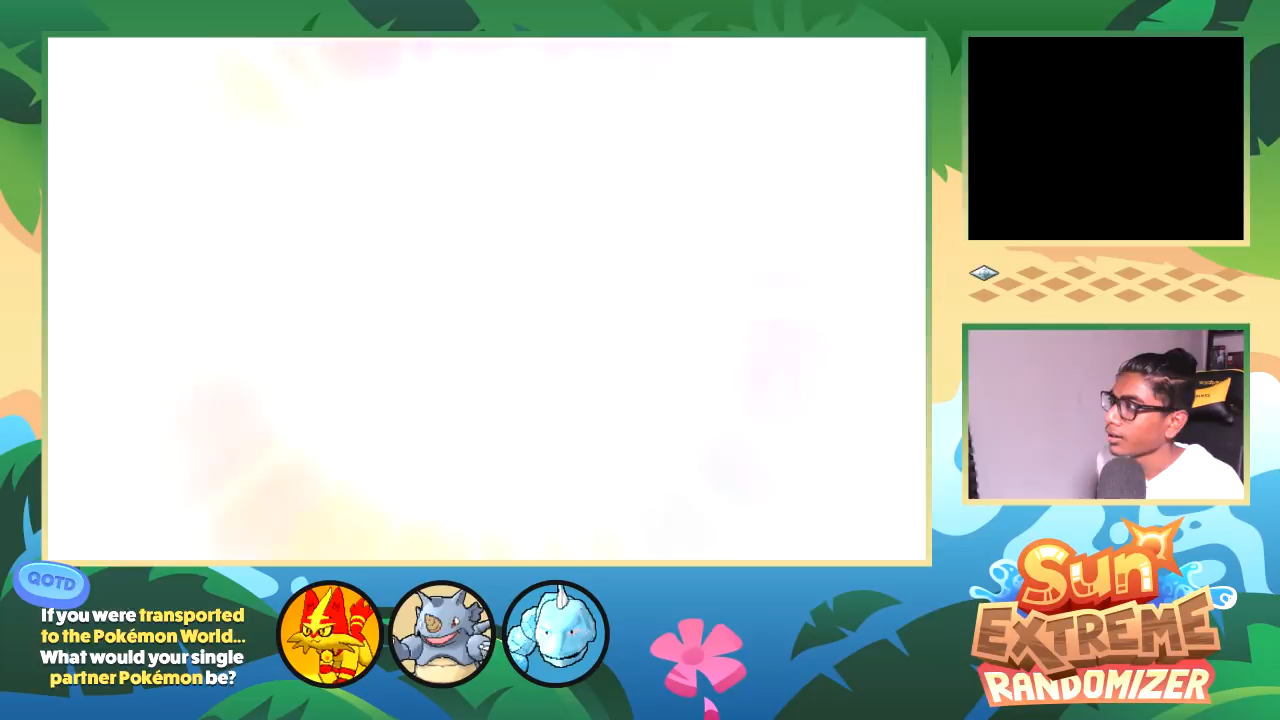 QOTD
If you were transported
to the Pokémon World...
What would your single
partner Pokémon be?
Sun
EXTREME
RANDOMIZER